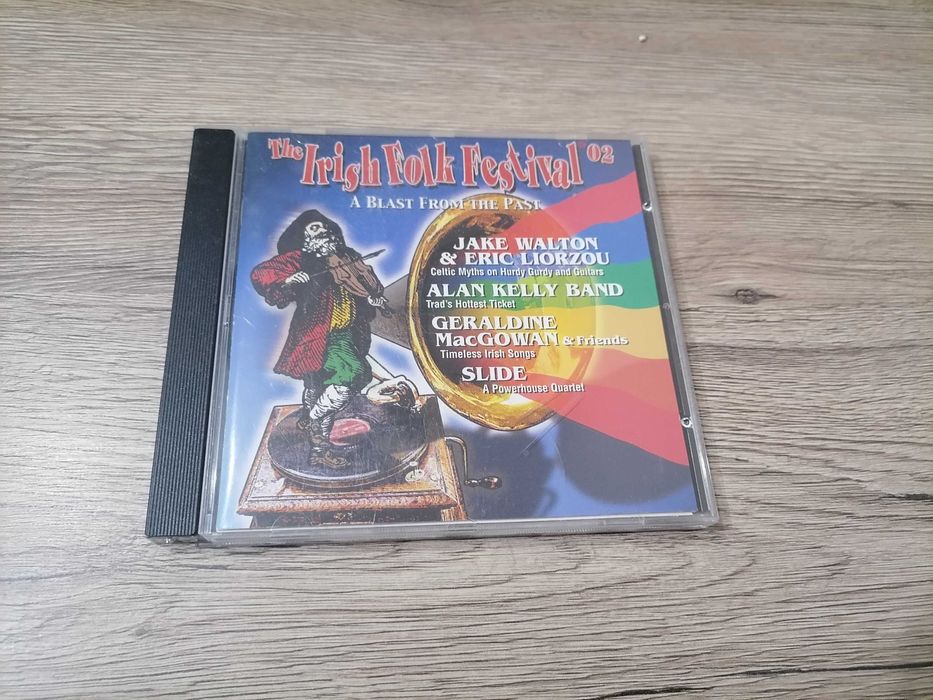 The Irish Folk Festival '02
A BLAST FROM THE PAST
JAKE WALTON
& ERIC LIORZOU
Celtic Myths on Hurdy Gurdy and Guitars
ALAN KELLY BAND
Trad's Hottest Ticket
GERALDINE
MACGOWAN & Friends
Timeless Irish Songs
SLIDE
A Powerhouse Quartet